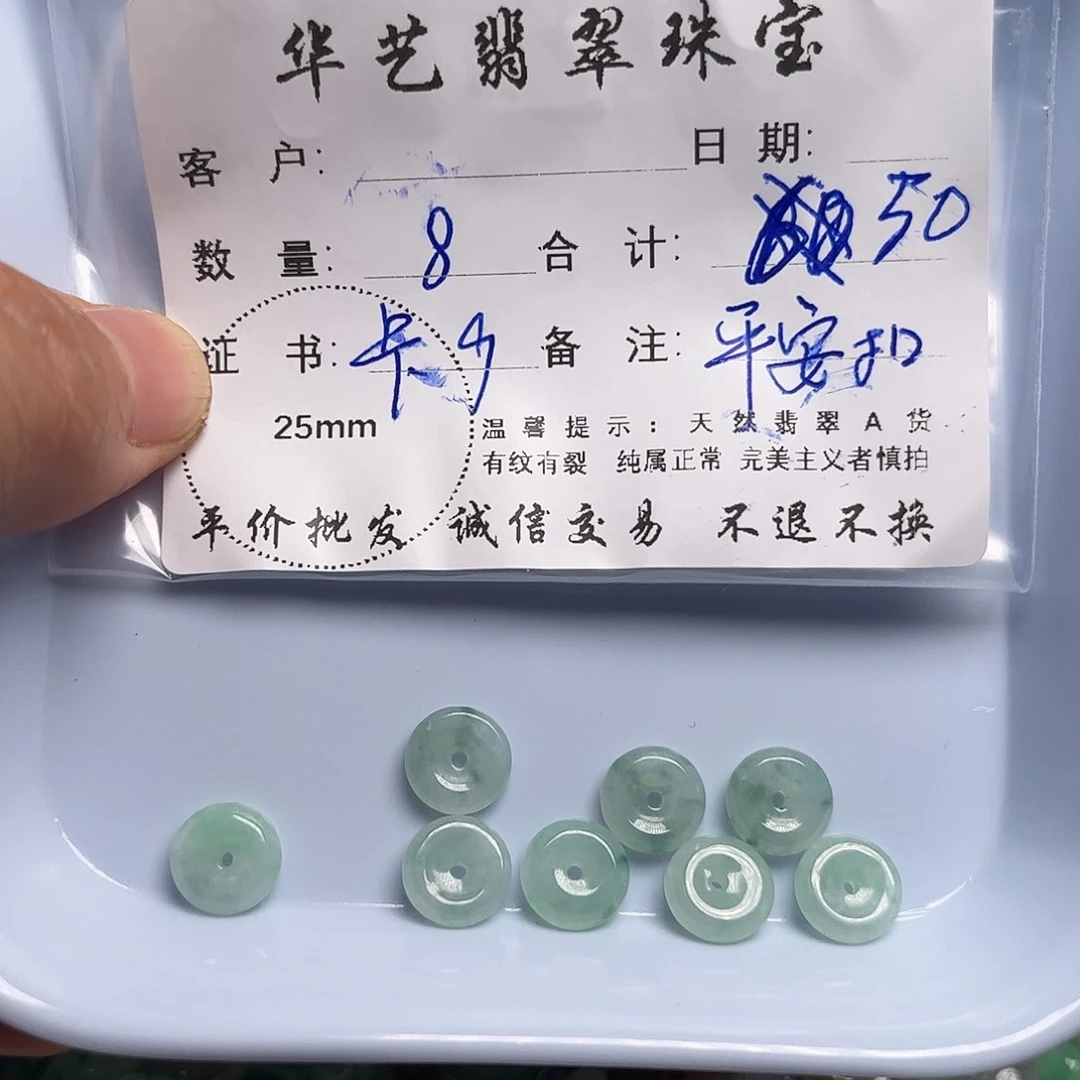 华艺翡翠珠宝
客 户: 日 期:
数 量: 8 合 计: 50
证 书: 备 注: 平安扣
25mm
温馨提示: 天然翡翠A货
有纹有裂 纯属正常 完美主义者慎拍
平价批发 诚信交易 不退不换